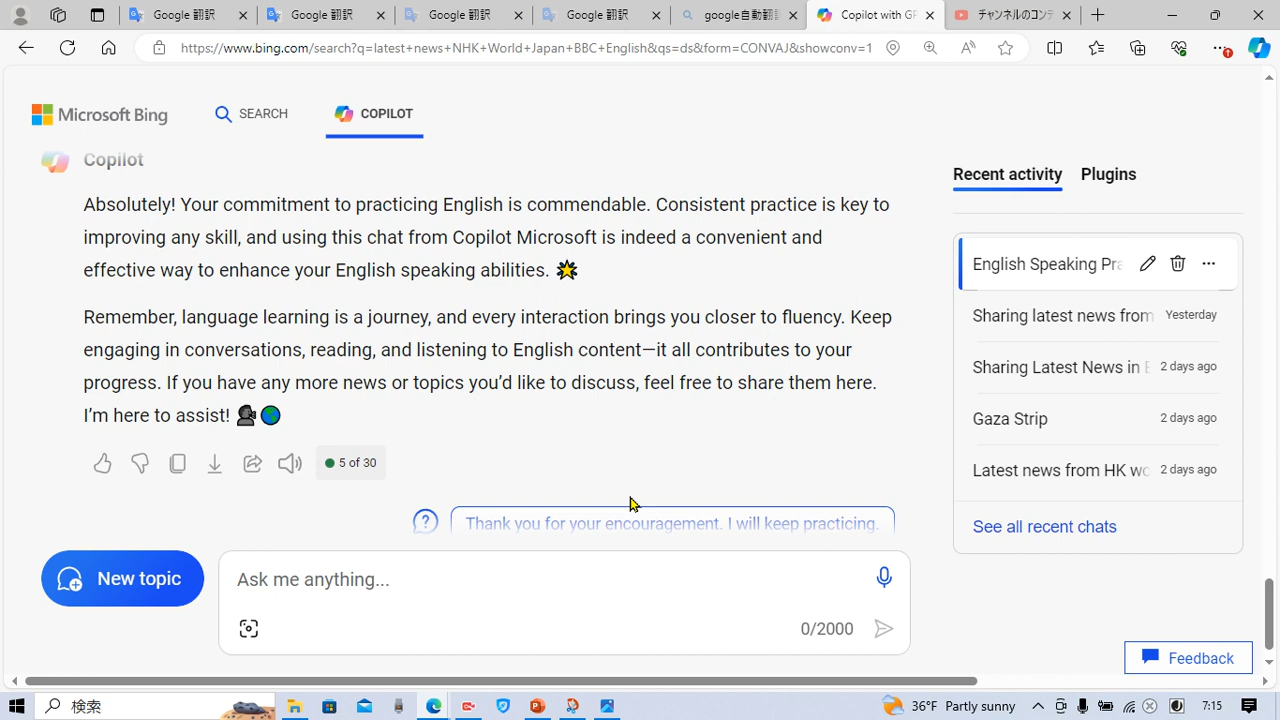 Google 翻訳
Google 翻訳
Google 翻訳
Google 翻訳
google自動翻
Copilot with GP
チャンネルのコンテ
https://www.bing.com/search?q=latest+news+NHK+World+Japan+BBC+English&qs=ds&form=CONVAJ&showconv=1
Microsoft Bing
SEARCH
COPILOT
Copilot
Absolutely! Your commitment to practicing English is commendable. Consistent practice is key to
improving any skill, and using this chat from Copilot Microsoft is indeed a convenient and
effective way to enhance your English speaking abilities. 🌟
Remember, language learning is a journey, and every interaction brings you closer to fluency. Keep
engaging in conversations, reading, and listening to English content—it all contributes to your
progress. If you have any more news or topics you’d like to discuss, feel free to share them here.
I’m here to assist! 🗣️🌎
5 of 30
Thank you for your encouragement. I will keep practicing.
New topic
Ask me anything...
0/2000
Recent activity
Plugins
English Speaking Pra
Sharing latest news from
Yesterday
Sharing Latest News in E
2 days ago
Gaza Strip
2 days ago
Latest news from HK wo
2 days ago
See all recent chats
Feedback
検索
36°F Partly sunny
7:15